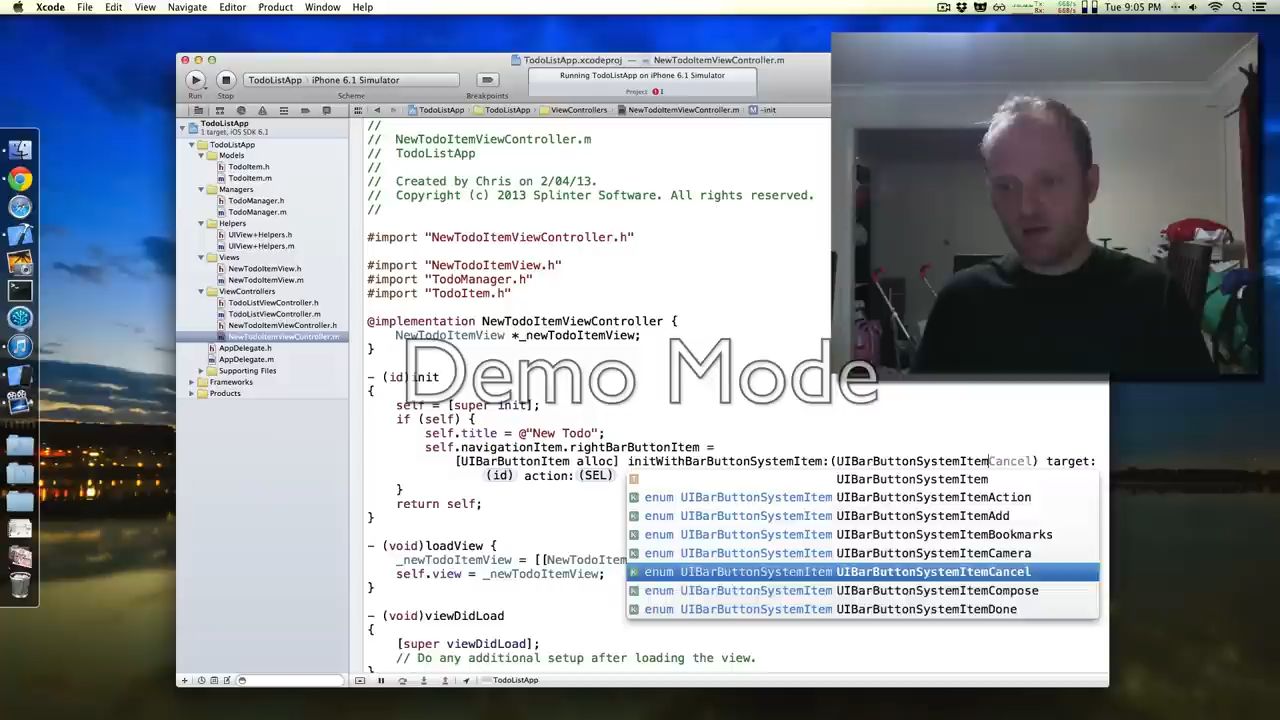 Xcode File Edit View Navigate Editor Product Window Help
Tue 9:05 PM
TodoListApp.xcodeproj — NewTodoItemViewController.m
TodoListApp iPhone 6.1 Simulator
Running TodoListApp on iPhone 6.1 Simulator
Project: 1
Run Stop Scheme Breakpoints
TodoListApp TodoListApp ViewControllers NewTodoItemViewController.m -init
TodoListApp
1 target, iOS SDK 6.1
TodoListApp
Models
TodoItem.h
TodoItem.m
Managers
TodoManager.h
TodoManager.m
Helpers
UIView+Helpers.h
UIView+Helpers.m
Views
NewTodoItemView.h
NewTodoItemView.m
ViewControllers
TodoListViewController.h
TodoListViewController.m
NewTodoItemViewController.h
NewTodoItemViewController.m
AppDelegate.h
AppDelegate.m
Supporting Files
Frameworks
Products
//
// NewTodoItemViewController.m
// TodoListApp
//
// Created by Chris on 2/04/13.
// Copyright (c) 2013 Splinter Software. All rights reserved.
//
#import "NewTodoItemViewController.h"
#import "NewTodoItemView.h"
#import "TodoManager.h"
#import "TodoItem.h"
@implementation NewTodoItemViewController {
NewTodoItemView *_newTodoItemView;
}
- (id)init
{
self = [super init];
if (self) {
self.title = @"New Todo";
self.navigationItem.rightBarButtonItem =
[UIBarButtonItem alloc] initWithBarButtonSystemItem:(UIBarButtonSystemItemCancel) target:
(id) action:(SEL)
}
return self;
}
- (void)loadView {
_newTodoItemView = [[NewTodoItem
self.view = _newTodoItemView;
}
- (void)viewDidLoad
{
[super viewDidLoad];
// Do any additional setup after loading the view.
}
UIBarButtonSystemItem
enum UIBarButtonSystemItem UIBarButtonSystemItemAction
enum UIBarButtonSystemItem UIBarButtonSystemItemAdd
enum UIBarButtonSystemItem UIBarButtonSystemItemBookmarks
enum UIBarButtonSystemItem UIBarButtonSystemItemCamera
enum UIBarButtonSystemItem UIBarButtonSystemItemCancel
enum UIBarButtonSystemItem UIBarButtonSystemItemCompose
enum UIBarButtonSystemItem UIBarButtonSystemItemDone
Demo Mode
TodoListApp